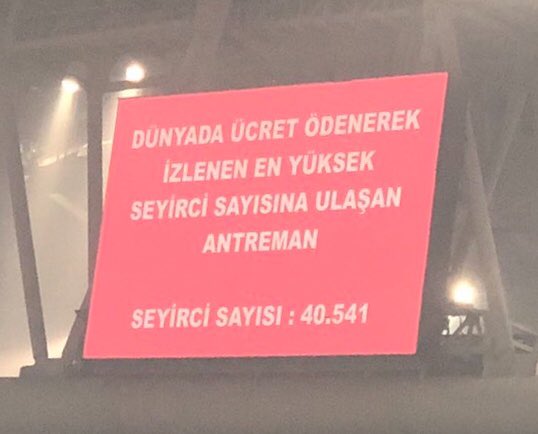 DÜNYADA ÜCRET ÖDENEREK
İZLENEN EN YÜKSEK
SEYİRCİ SAYISINA ULAŞAN
ANTREMAN
SEYİRCİ SAYISI : 40.541